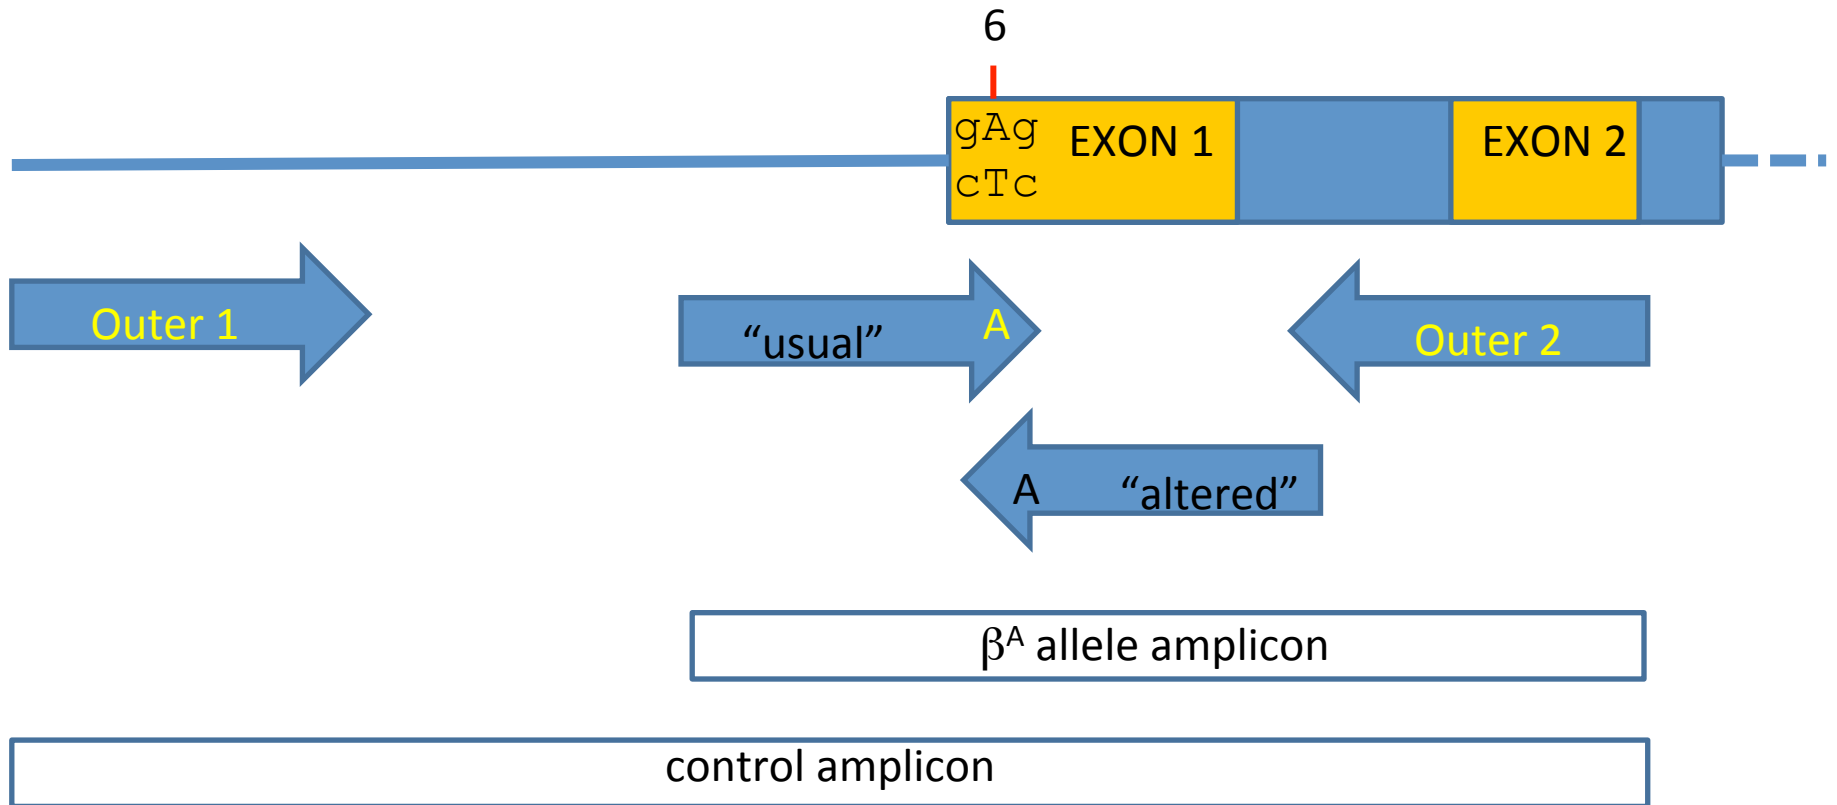 6
gAg
cTc
EXON 1
EXON 2
Outer 1
“usual”
A
Outer 2
A
“altered”
βᴬ allele amplicon
control amplicon